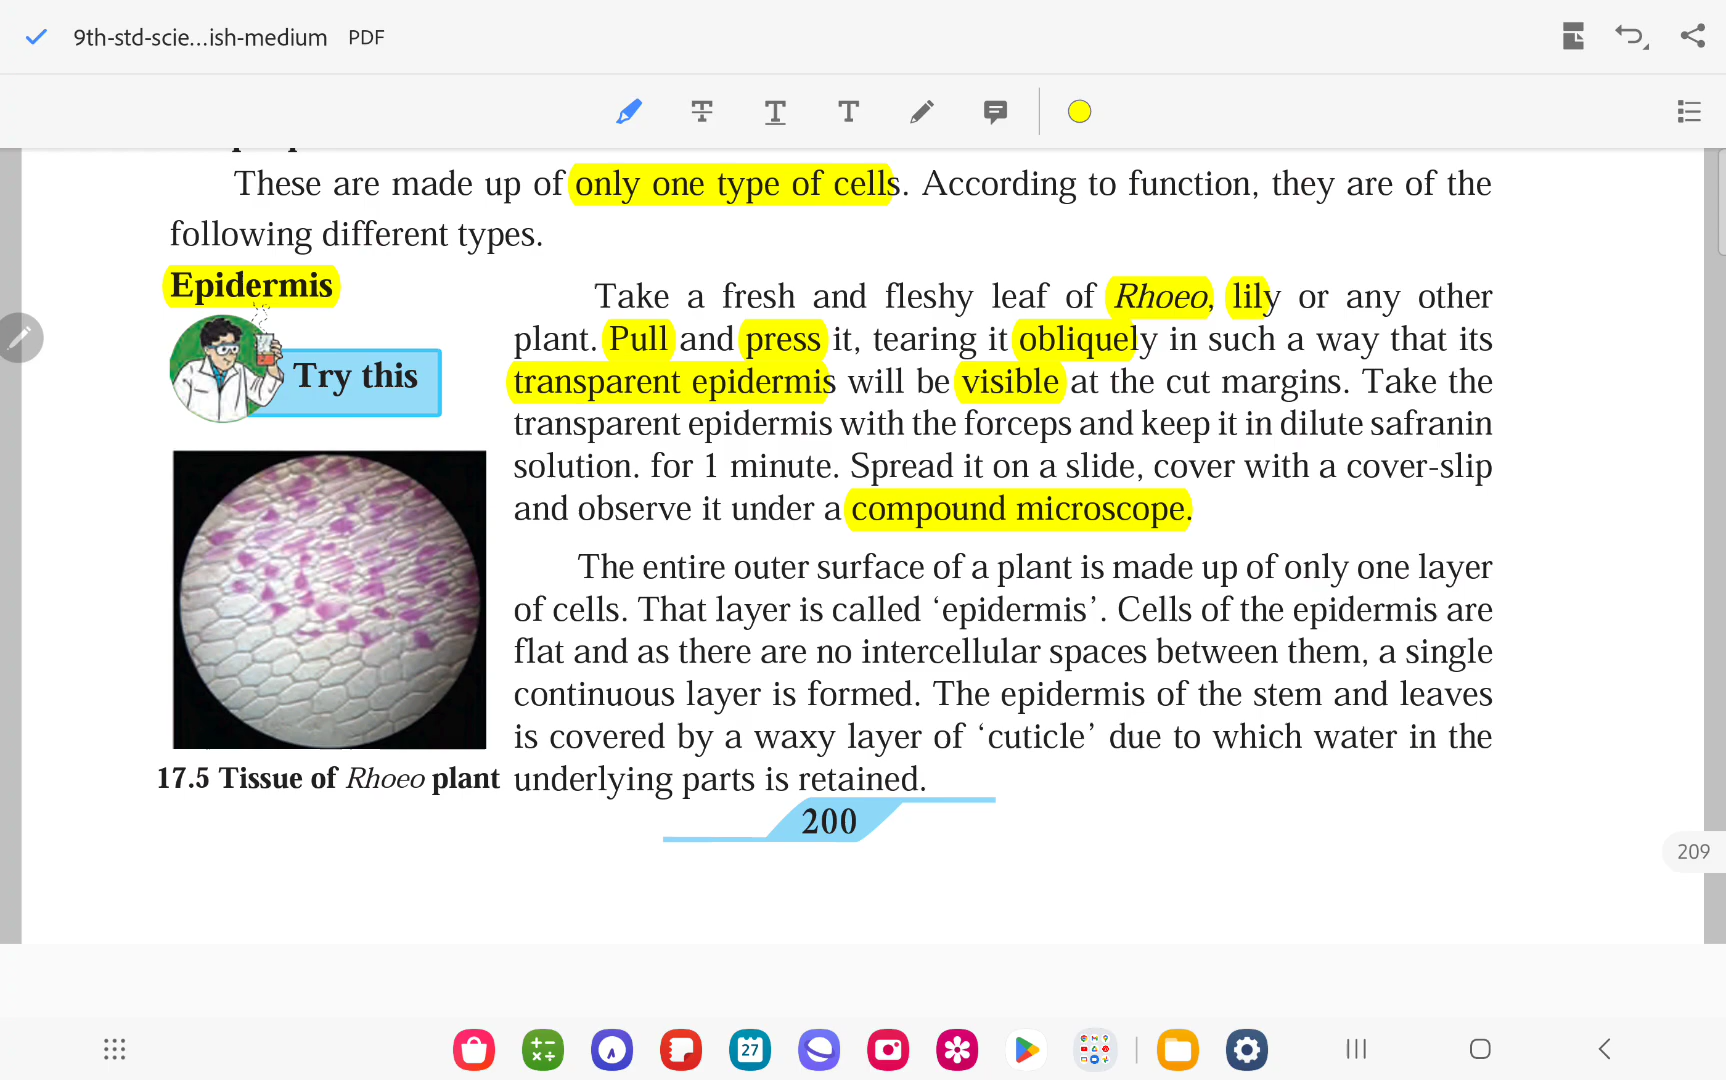 9th-std-scie...ish-medium PDF
These are made up of only one type of cells. According to function, they are of the
following different types.
Epidermis
Try this
Take a fresh and fleshy leaf of Rhoeo, lily or any other
plant. Pull and press it, tearing it obliquely in such a way that its
transparent epidermis will be visible at the cut margins. Take the
transparent epidermis with the forceps and keep it in dilute safranin
solution. for 1 minute. Spread it on a slide, cover with a cover-slip
and observe it under a compound microscope.
The entire outer surface of a plant is made up of only one layer
of cells. That layer is called ‘epidermis’. Cells of the epidermis are
flat and as there are no intercellular spaces between them, a single
continuous layer is formed. The epidermis of the stem and leaves
is covered by a waxy layer of ‘cuticle’ due to which water in the
underlying parts is retained.
17.5 Tissue of Rhoeo plant
200
209
27